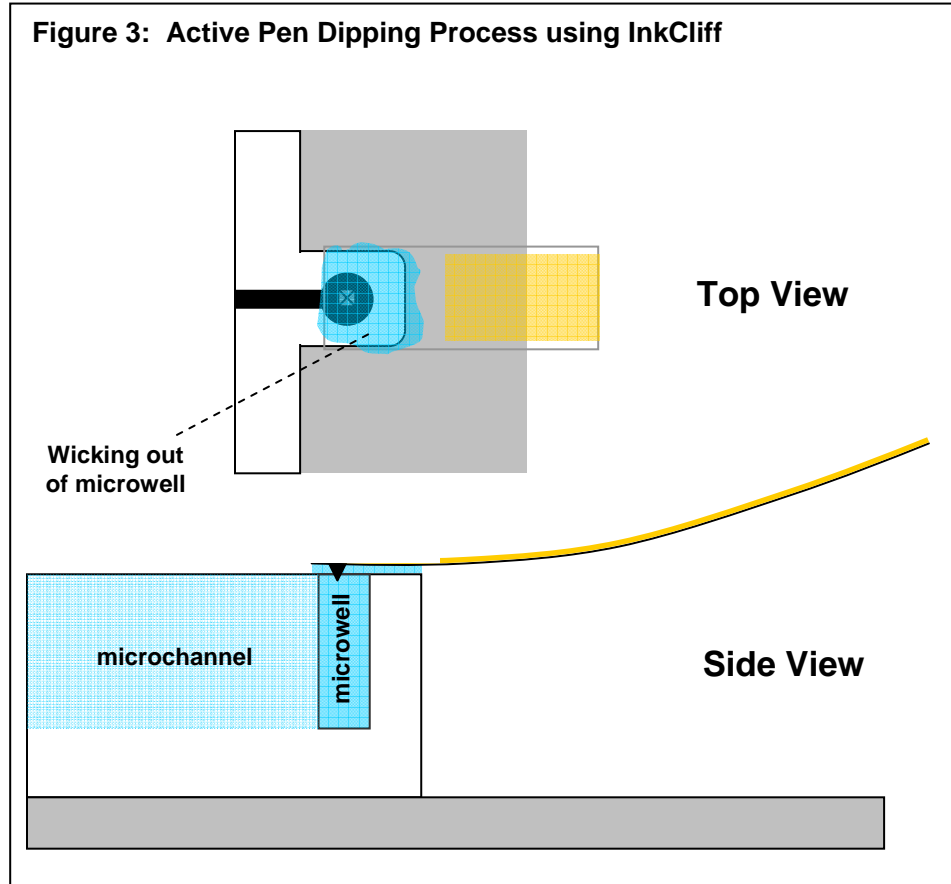 Figure 3: Active Pen Dipping Process using InkCliff
Top View
Wicking out
of microwell
microchannel
microwell
Side View